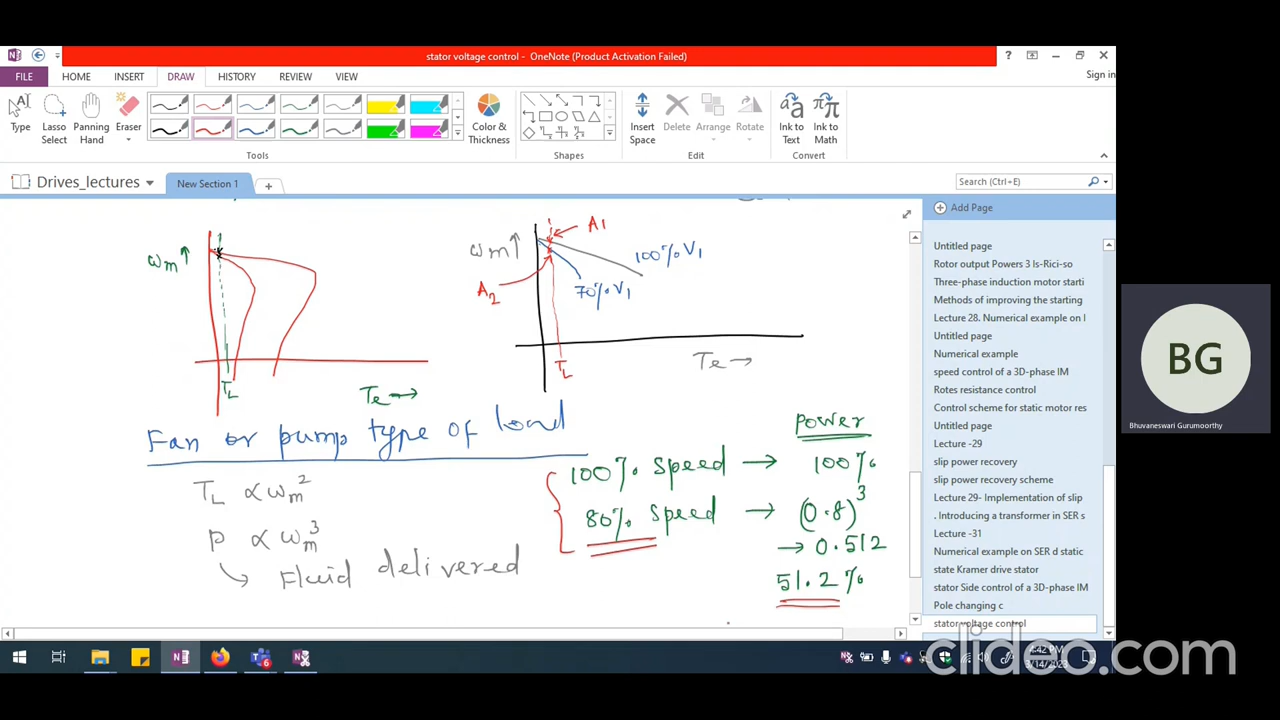 stator voltage control - OneNote (Product Activation Failed)
FILE HOME INSERT DRAW HISTORY REVIEW VIEW
Sign in
Type Lasso Select Panning Hand Eraser Color & Thickness Insert Space Delete Arrange Rotate Ink to Text Ink to Math
Tools Shapes Edit Convert
Drives_lectures New Section 1 Search (Ctrl+E)
Add Page
Untitled page
Rotor output Powers 3 Is-Rici-so
Three-phase induction motor starti
Methods of improving the starting
Lecture 28. Numerical example on I
Untitled page
Numerical example
speed control of a 3D-phase IM
Rotes resistance control
Control scheme for static motor res
Untitled page
Lecture -29
slip power recovery
slip power recovery scheme
Lecture 29- Implementation of slip
. Introducing a transformer in SER s
Lecture -31
Numerical example on SER d static
state Kramer drive stator
stator Side control of a 3D-phase IM
Pole changing c
stator voltage control
ωm↑
TL
Te→
ωm↑
A1
100% V1
A2
70% V1
TL
Te→
Fan or pump type of load
TL ∝ ωm²
P ∝ ωm³
Fluid delivered
Power
100% Speed → 100%
80% Speed → (0.8)³
→ 0.512
51.2%
BG
Bhuvaneswari Gurumoorthy
4:42 PM
3/14/2023
clideo.com